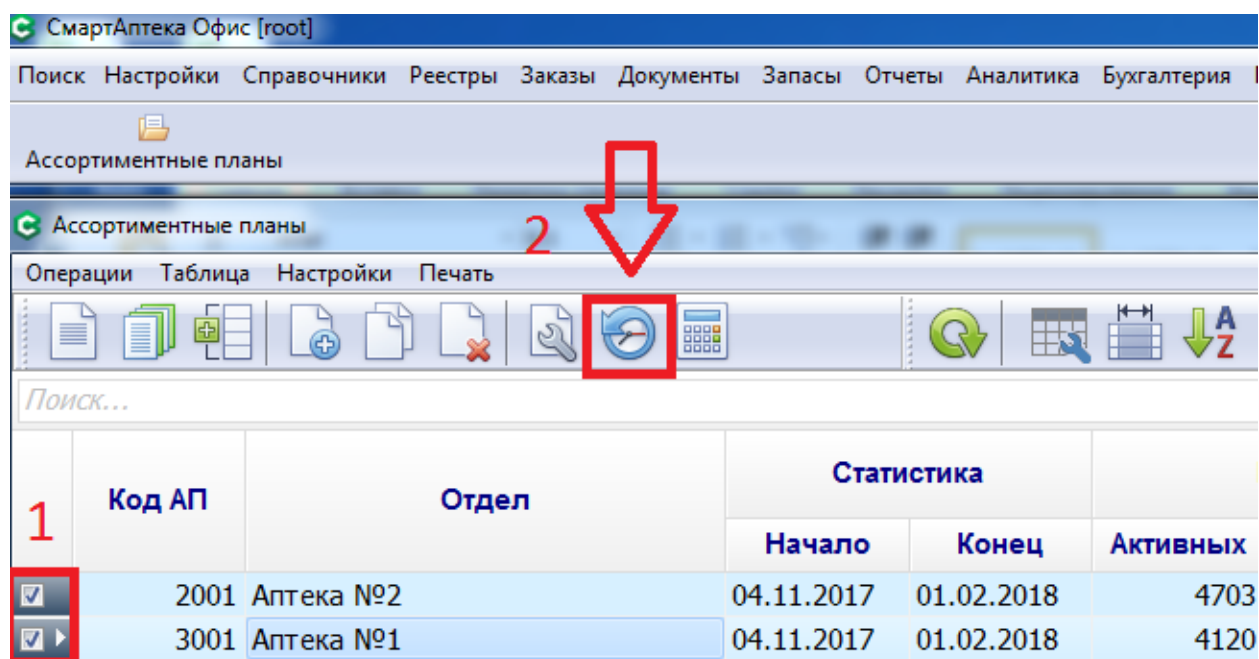 СмартАптека Офис [root]
Поиск Настройки Справочники Реестры Заказы Документы Запасы Отчеты Аналитика Бухгалтерия
Ассортиментные планы
Ассортиментные планы
2
Операции Таблица Настройки Печать
A
Z
Поиск...
1
Код АП Отдел Статистика
Начало Конец Активных
2001 Аптека №2 04.11.2017 01.02.2018 4703
3001 Аптека №1 04.11.2017 01.02.2018 4120